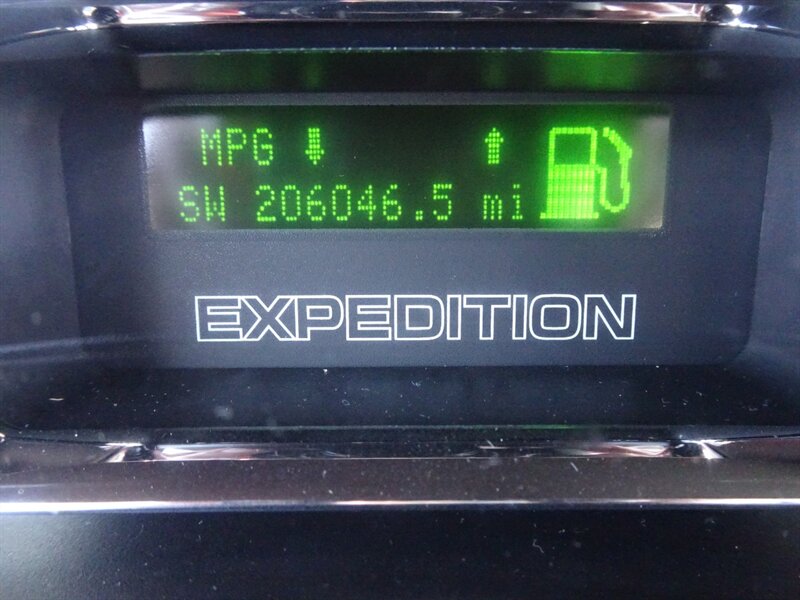 MPG ↓ ↑
SW 206046.5 mi
EXPEDITION